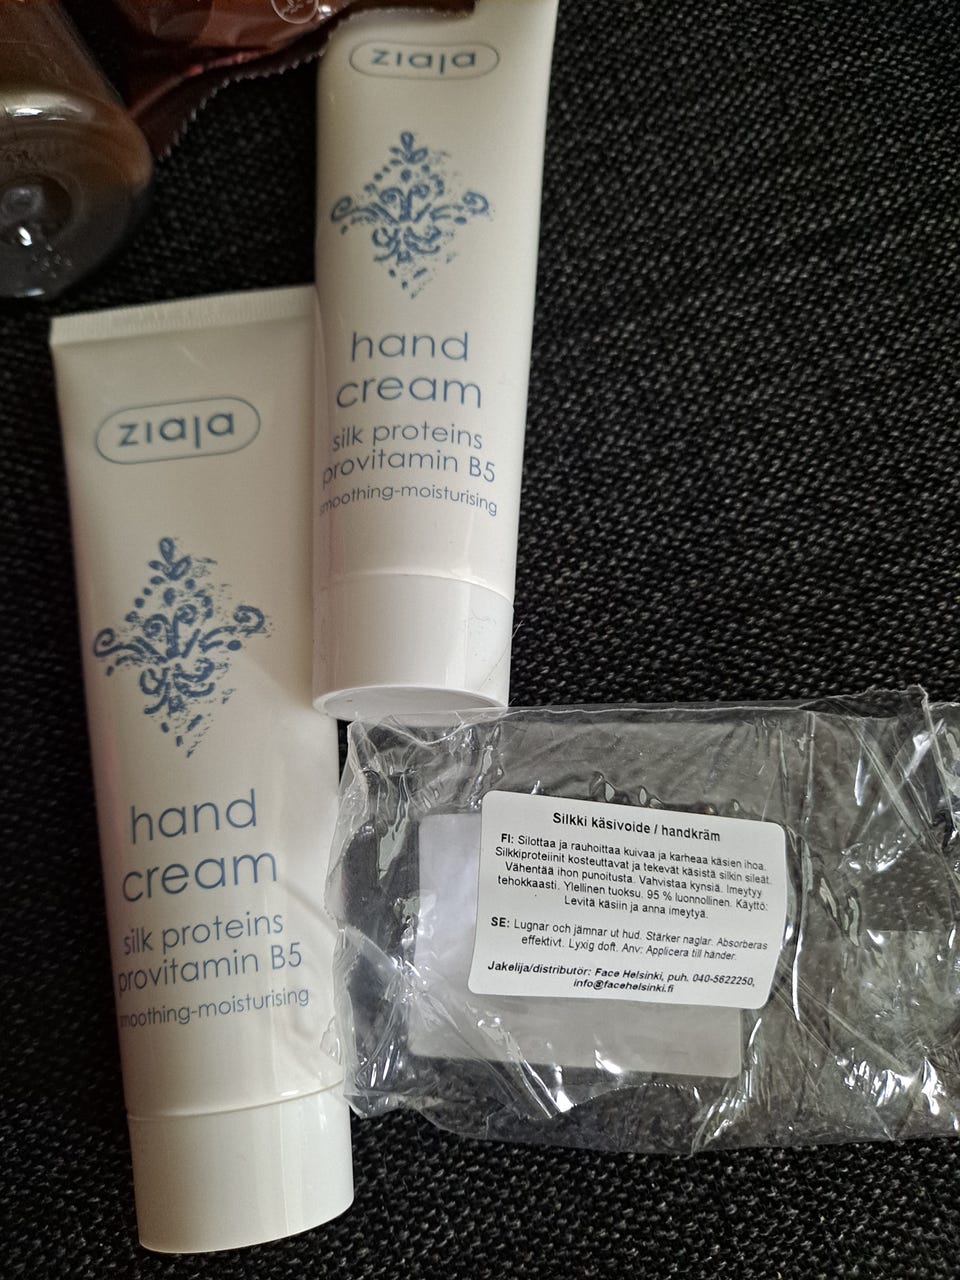 ziaja
hand
cream
silk proteins
provitamin B5
smoothing-moisturising
ziaja
hand
cream
silk proteins
provitamin B5
smoothing-moisturising
Silkki käsivoide / handkräm
FI: Silottaa ja rauhoittaa kuivaa ja karheaa käsien ihoa.
Silkkiproteiinit kosteuttavat ja tekevät käsistä silkin sileät.
Vähentää ihon punoitusta. Vahvistaa kynsiä. Imeytyy
tehokkaasti. Ylellinen tuoksu. 95 % luonnollinen. Käyttö:
Levitä käsiin ja anna imeytyä.
SE: Lugnar och jämnar ut hud. Stärker naglar. Absorberas
effektivt. Lyxig doft. Anv: Applicera till händer.
Jakelija/distributör: Face Helsinki, puh. 040-5622250,
info@facehelsinki.fi